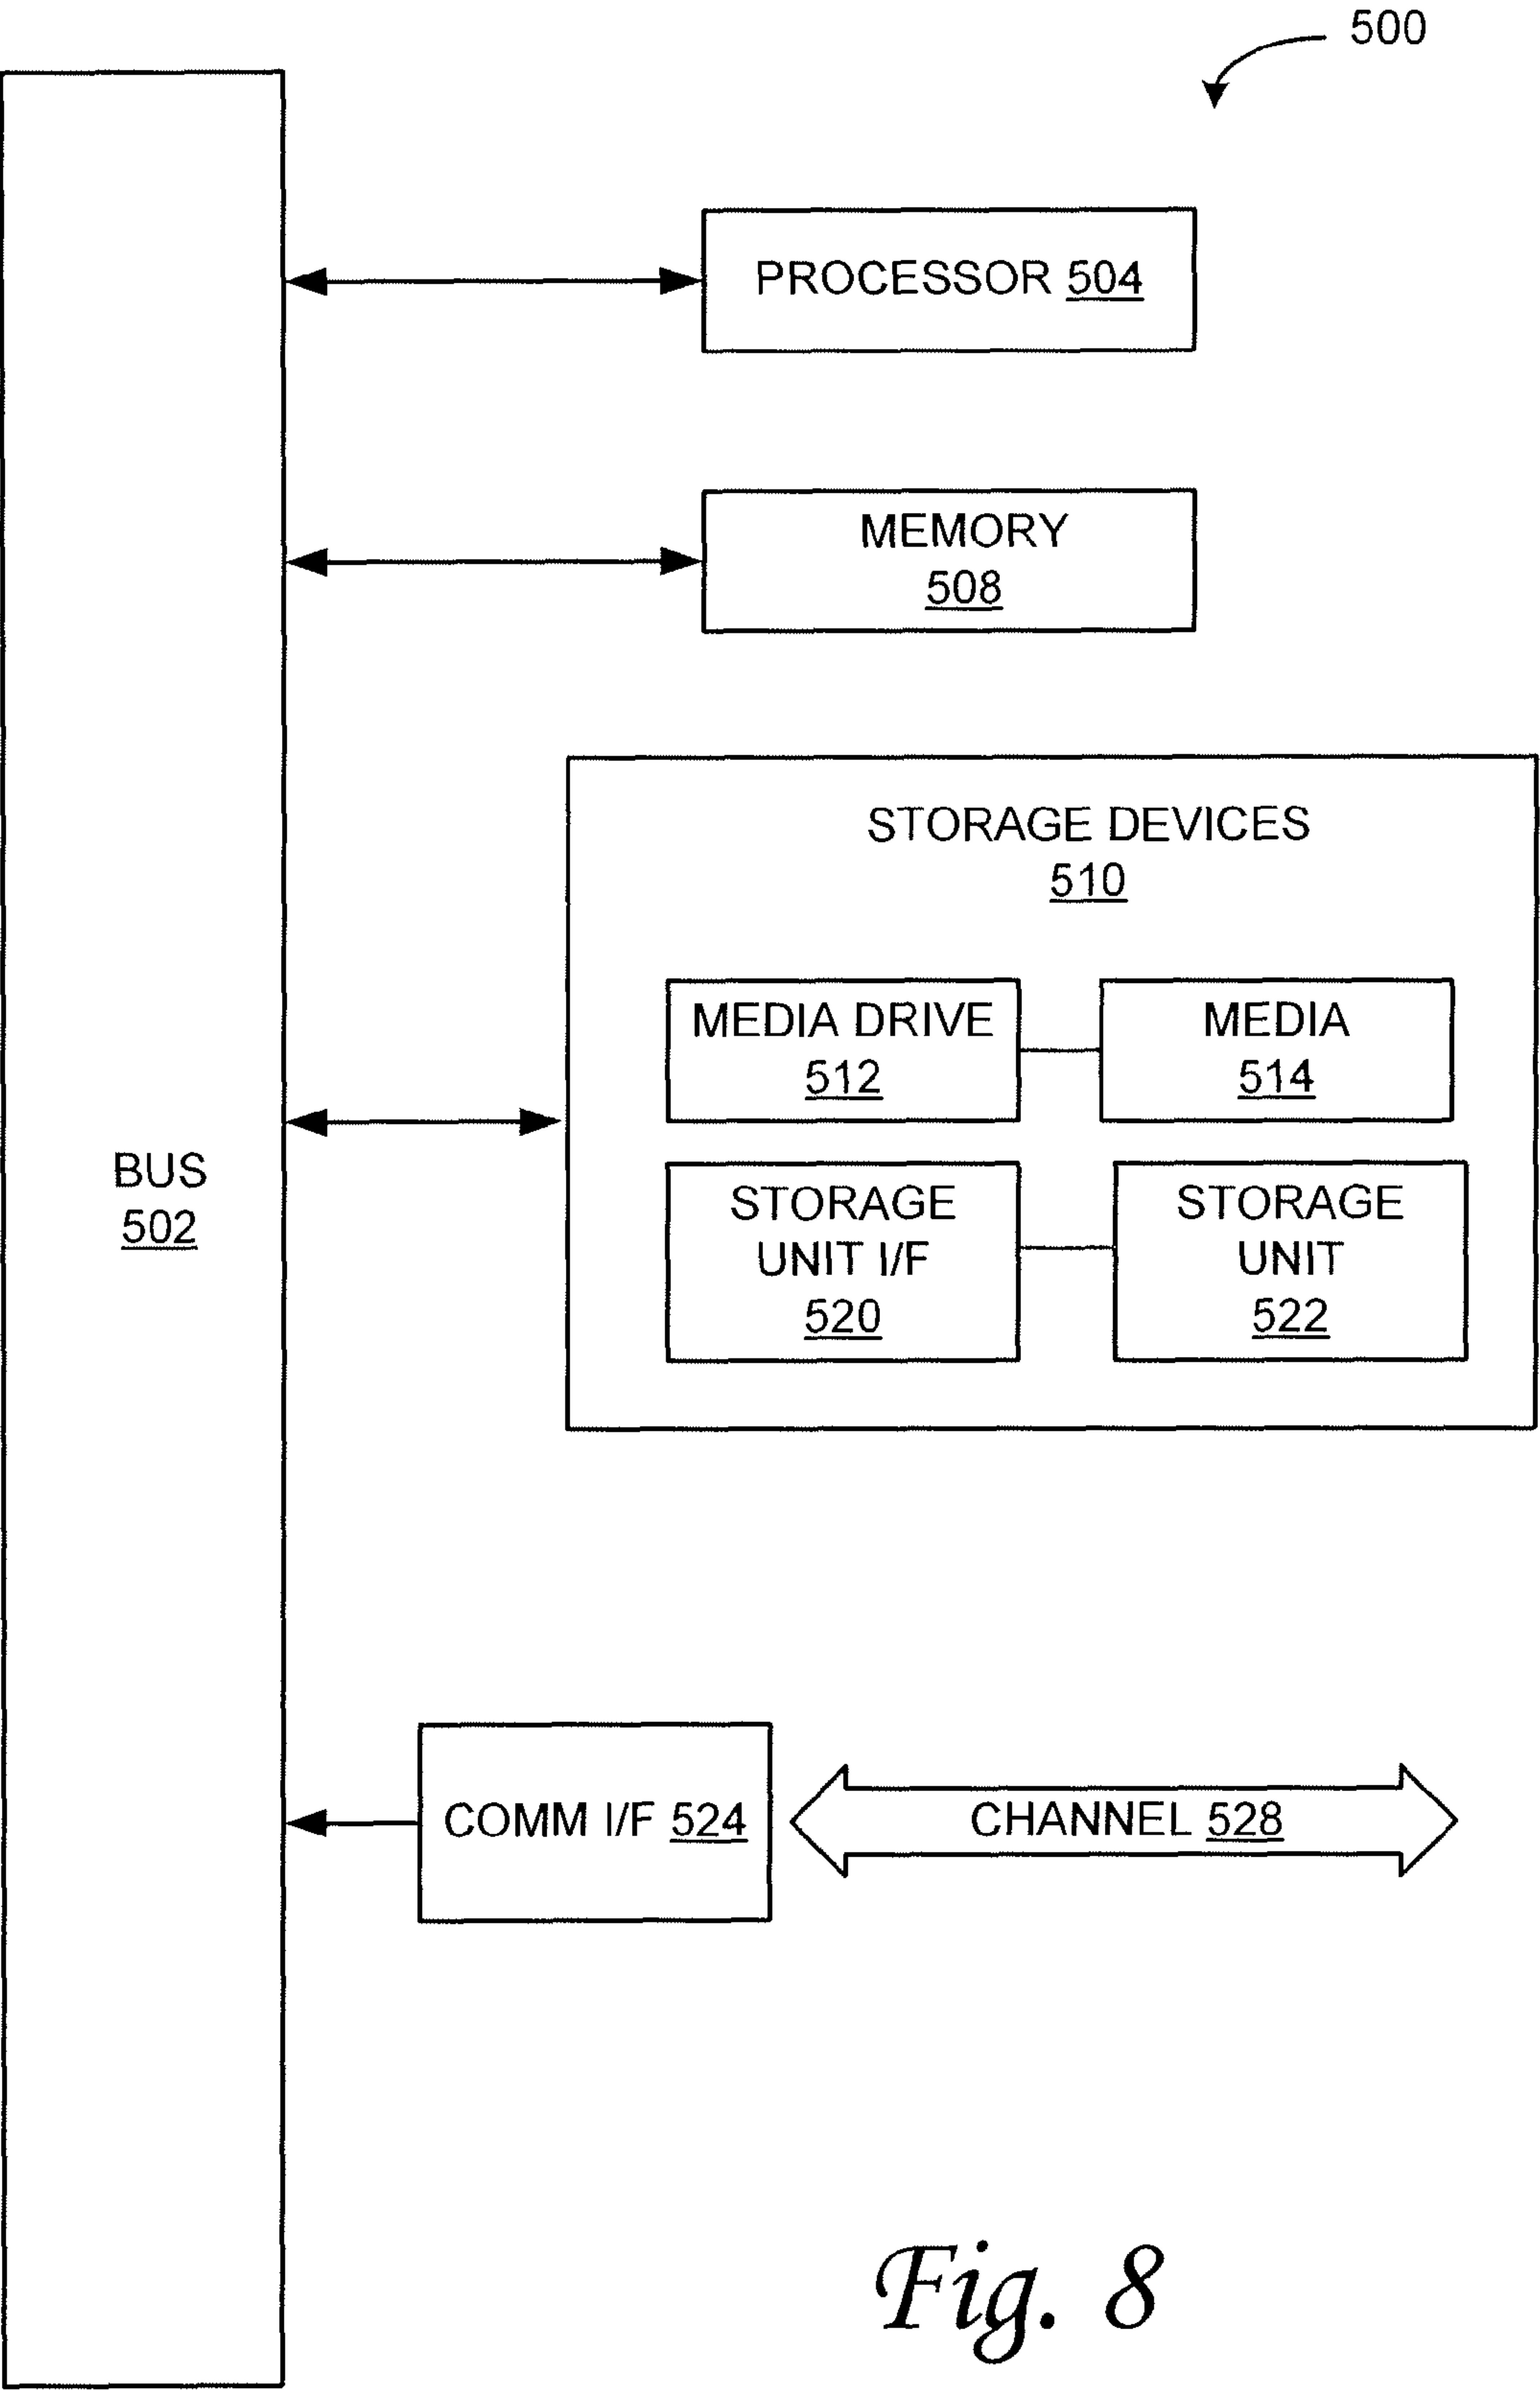 500
PROCESSOR 504
MEMORY
508
STORAGE DEVICES
510
MEDIA DRIVE
512
MEDIA
514
BUS
502
STORAGE
UNIT I/F
520
STORAGE
UNIT
522
COMM I/F 524
CHANNEL 528
Fig. 8